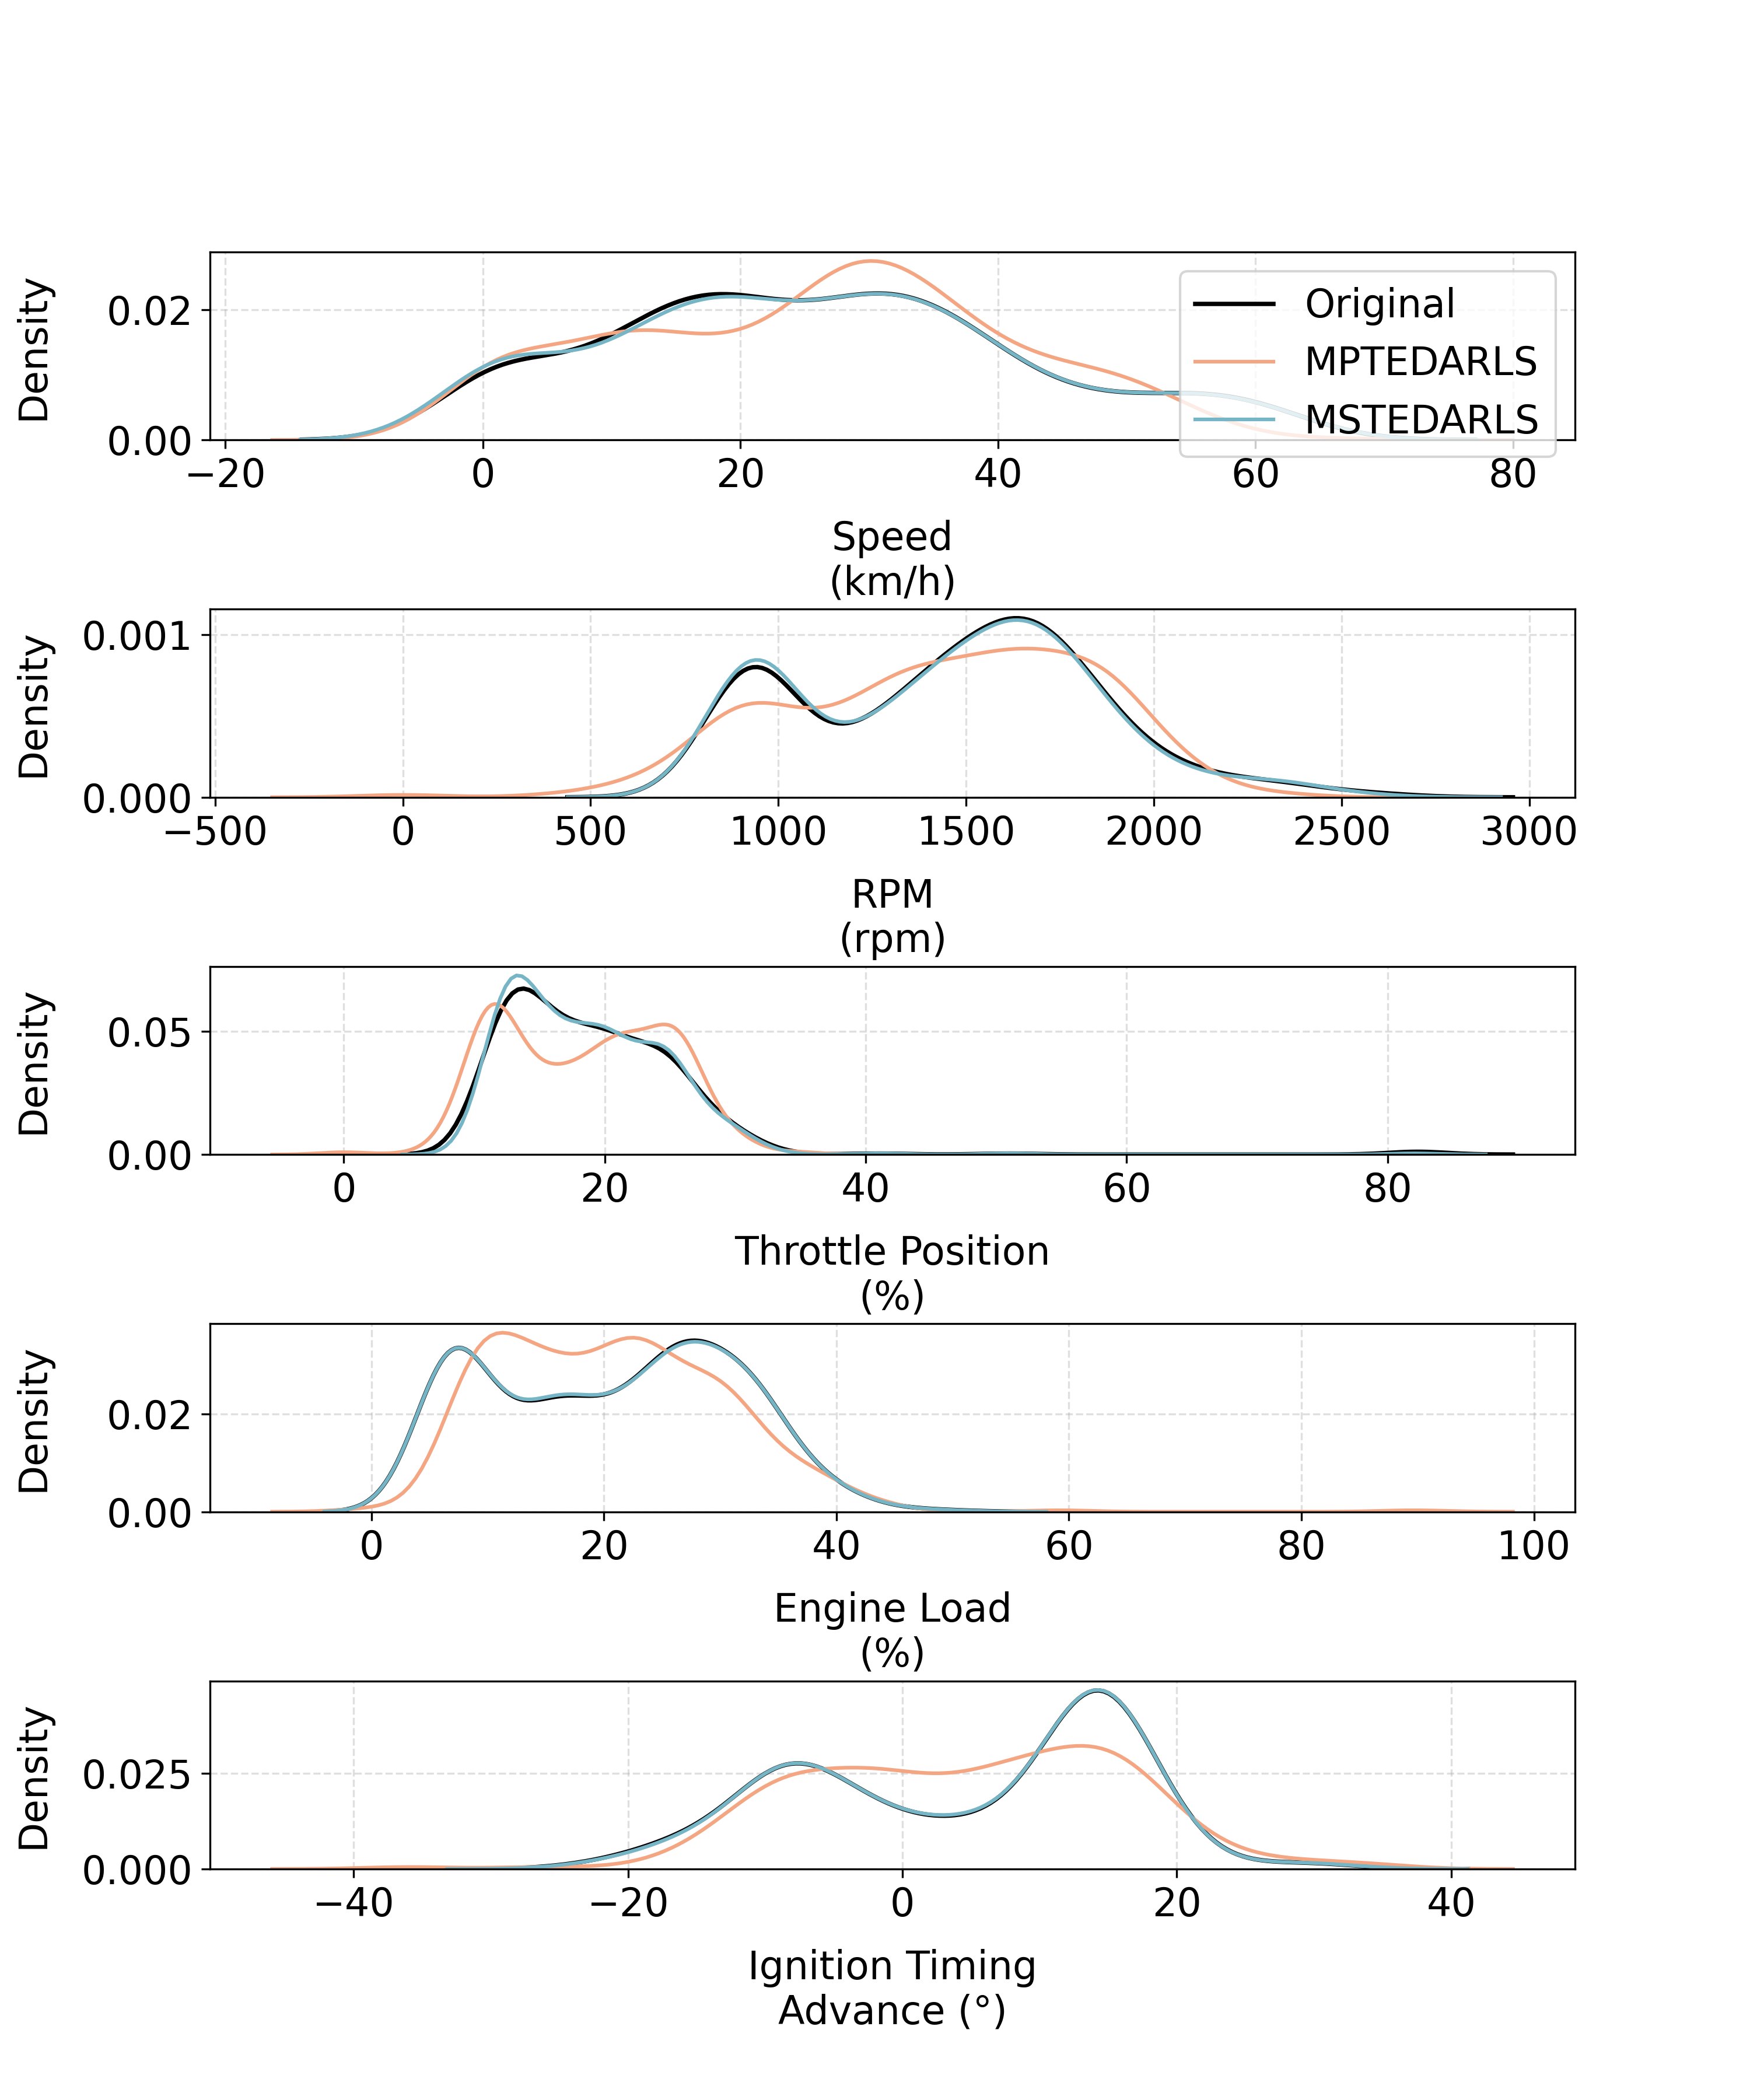 Density
0.02
0.00
Original
MPTEDARLS
MSTEDARLS
−20 0 20 40 60 80
Speed
(km/h)
Density
0.001
0.000
−500 0 500 1000 1500 2000 2500 3000
RPM
(rpm)
Density
0.05
0.00
0 20 40 60 80
Throttle Position
(%)
Density
0.02
0.00
0 20 40 60 80 100
Engine Load
(%)
Density
0.025
0.000
−40 −20 0 20 40
Ignition Timing
Advance (°)